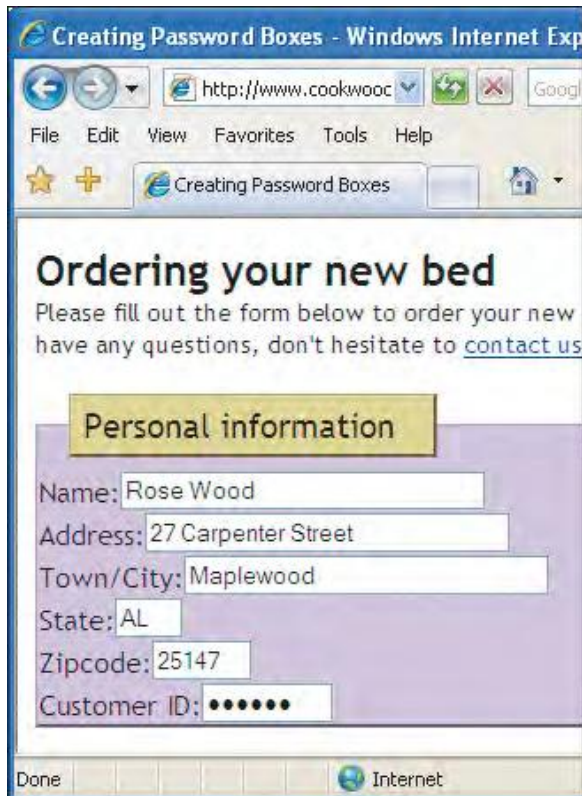 Creating Password Boxes - Windows Internet Exp
http://www.cookwooc
Googl
File Edit View Favorites Tools Help
Creating Password Boxes
Ordering your new bed
Please fill out the form below to order your new
have any questions, don't hesitate to contact us
Personal information
Name: Rose Wood
Address: 27 Carpenter Street
Town/City: Maplewood
State: AL
Zipcode: 25147
Customer ID: ••••••
Done Internet